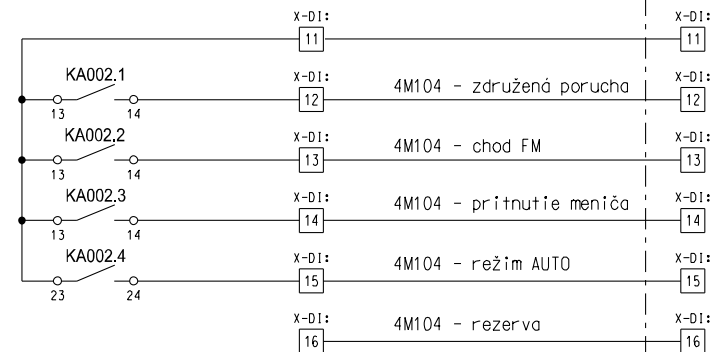 X-DI: X-DI:
11 11
KA002.1 X-DI: 4M104 - združená porucha X-DI:
13 14 12 12
KA002.2 X-DI: 4M104 - chod FM X-DI:
13 14 13 13
KA002.3 X-DI: 4M104 - pritnutie meniča X-DI:
13 14 14 14
KA002.4 X-DI: 4M104 - režim AUTO X-DI:
23 24 15 15
X-DI: 4M104 - rezerva X-DI:
16 16